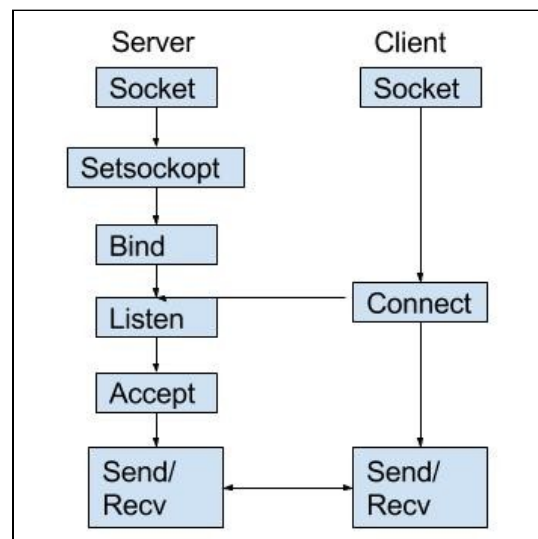 Server
Client
Socket
Socket
Setsockopt
Bind
Listen
Connect
Accept
Send/
Recv
Send/
Recv